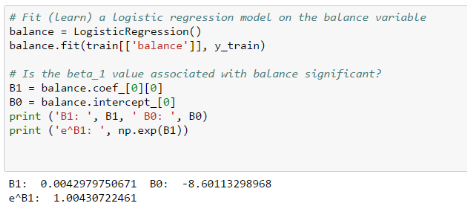 # Fit (learn) a logistic regression model on the balance variable
balance = LogisticRegression()
balance.fit(train[['balance']], y_train)
# Is the beta_1 value associated with balance significant?
B1 = balance.coef_[0][0]
B0 = balance.intercept_[0]
print ('B1: ', B1, ' B0: ', B0)
print ('e^B1: ', np.exp(B1))
B1:  0.0042979750671  B0:  -8.60113298968
e^B1:  1.00430722461